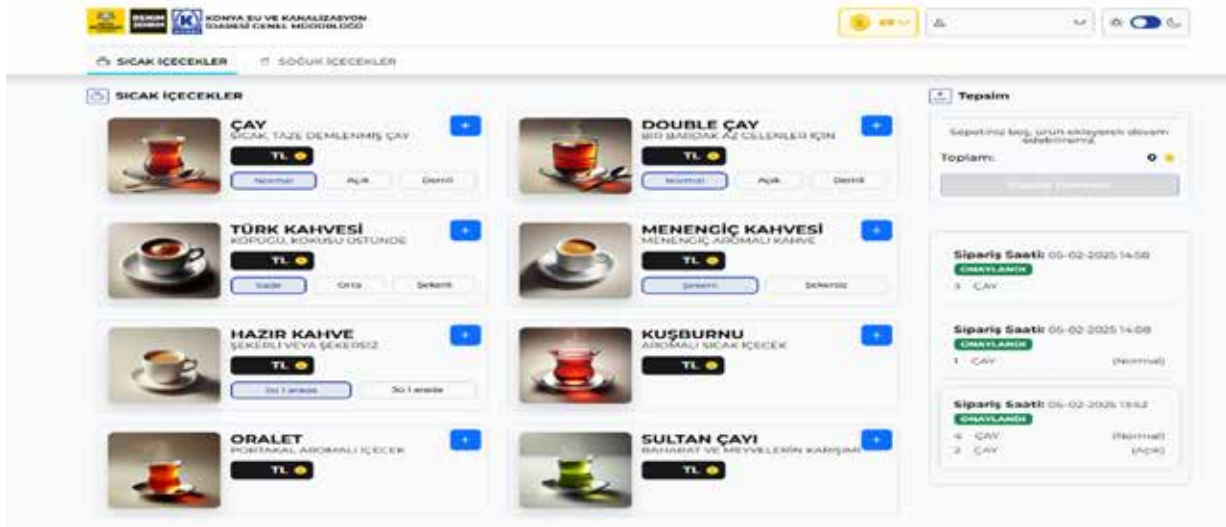 KONYA SU VE KANALİZASYON
İDARESİ GENEL MÜDÜRLÜĞÜ
SICAK İÇECEKLER
SOĞUK İÇECEKLER
SICAK İÇECEKLER
ÇAY
SICAK, TAZE DEMLENMİŞ ÇAY
TL
Normal Açık Demli
DOUBLE ÇAY
BİR BARDAK AZ GELENLER İÇİN
TL
Normal Açık Demli
TÜRK KAHVESİ
KÖPÜĞÜ, KOKUSU ÜSTÜNDE
TL
Sade Orta Şekerli
MENENGİÇ KAHVESİ
MENENGİÇ AROMALI KAHVE
TL
Şekerli Şekersiz
HAZIR KAHVE
ŞEKERLİ VEYA ŞEKERSİZ
TL
KUŞBURNU
AROMALI SICAK İÇECEK
TL
ORALET
PORTAKAL AROMALI İÇECEK
TL
SULTAN ÇAYI
BAHARAT VE MEYVELERİN KARIŞIMI
TL
Tepsim
Sepetiniz boş, ürün ekleyerek devam
edebilirsiniz.
Toplam: 0
Sipariş Saati: 05-02-2025 14:58
ONAYLANDI
3 ÇAY
Sipariş Saati: 05-02-2025 14:08
ONAYLANDI
1 ÇAY (Normal)
Sipariş Saati: 05-02-2025 13:52
ONAYLANDI
4 ÇAY (Normal)
2 ÇAY (Açık)